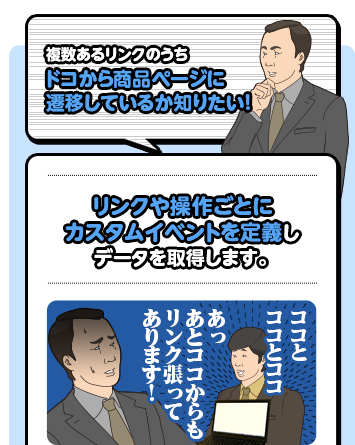 複数あるリンクのうち
ドコから商品ページに
遷移しているか知りたい!
リンクや操作ごとに
カスタムイベントを定義し
データを取得します。
ココと
ココとココ
あっ
あとココからも
リンク張って
あります!